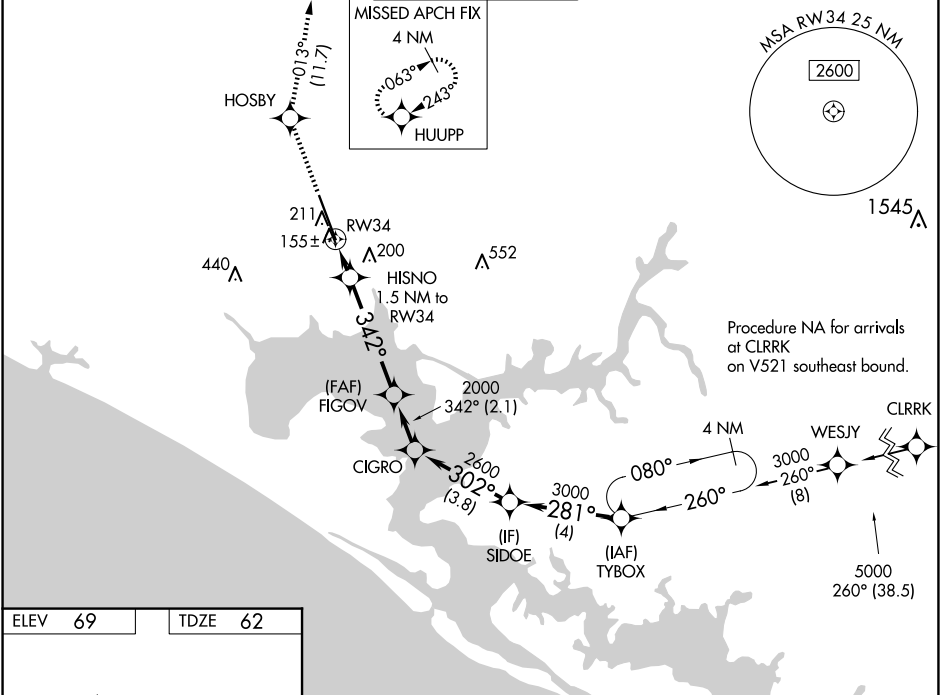 MISSED APCH FIX
4 NM
063°
243°
HUUPP
013°
(11.7)
HOSBY
MSA RW34 25 NM
2600
1545
211
RW34
155±
200
552
440
HISNO
1.5 NM to
RW34
342°
Procedure NA for arrivals
at CLRRK
on V521 southeast bound.
(FAF)
FIGOV
2000
342° (2.1)
CLRRK
WESJY
4 NM
CIGRO
2600
302°
(3.8)
080°
260°
3000
260°
(8)
3000
281°
(4)
(IF)
SIDOE
(IAF)
TYBOX
5000
260° (38.5)
ELEV 69
TDZE 62